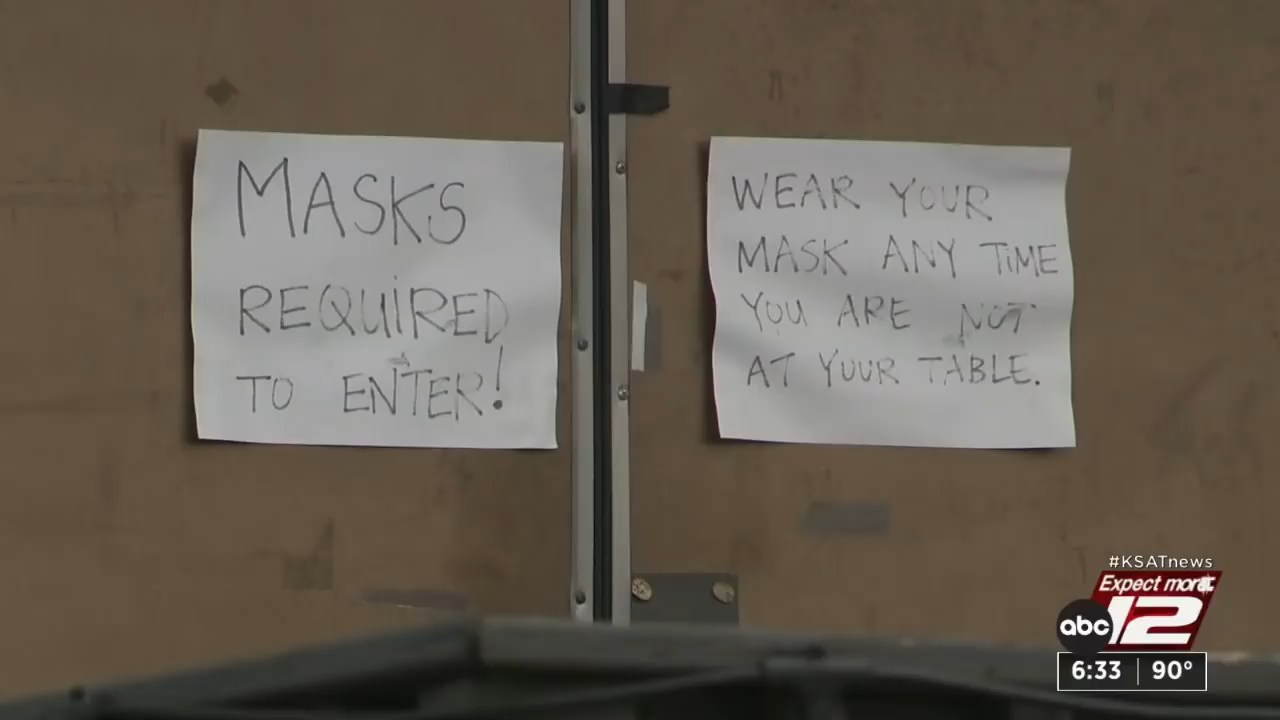 MASKS
REQUIRED
TO ENTER!
WEAR YOUR
MASK ANY TIME
YOU ARE NOT
AT YOUR TABLE.
#KSATnews
Expect more.
abc 12
6:33 90°